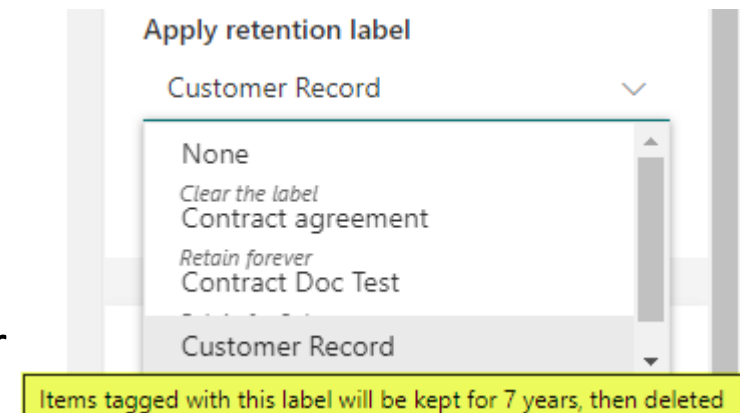 Apply retention label
Customer Record
None
Clear the label
Contract agreement
Retain forever
Contract Doc Test
Customer Record
Items tagged with this label will be kept for 7 years, then deleted